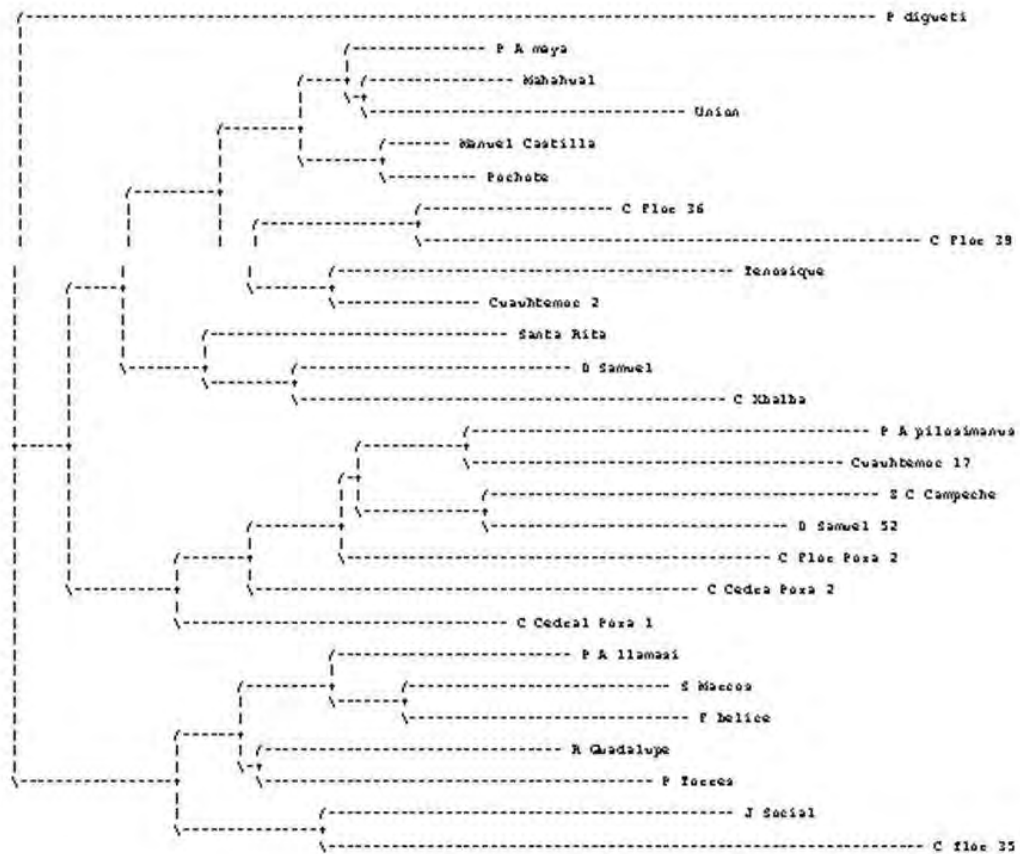 P digueti
P A maya
Mahahual
Union
Manuel Castilla
Pochote
C Floc 36
C Floc 39
Tenosique
Cuauhtemoc 2
Santa Rita
D Samuel
C Xbalba
P A pilosimanus
Cuauhtemoc 17
S C Campeche
D Samuel 52
C Floc Poza 2
C Cedra Poza 2
C Cedral Poza 1
P A llamasi
S Maccos
F belice
R Guadalupe
P Torres
J Social
C floc 35